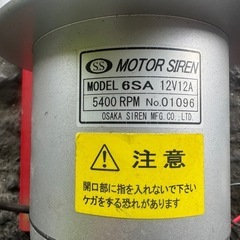 SS MOTOR SIREN
MODEL 6SA 12V12A
5400 RPM No.01096
OSAKA SIREN MFG.CO.,LTD.
注意
開口部に指を入れないで下さい
ケガをする恐れがあります